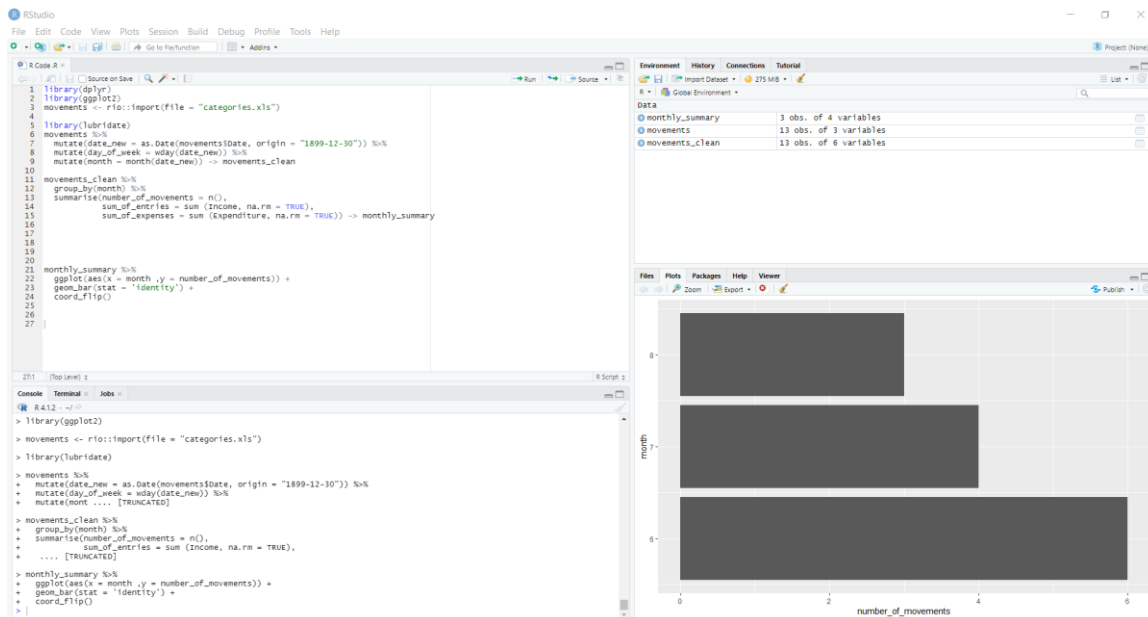 RStudio
File Edit Code View Plots Session Build Debug Profile Tools Help
Go to file/function Addins
Project: (None)
R Code .R
Source on Save Run Source
1 library(dplyr)
2 library(ggplot2)
3 movements <- rio::import(file = "categories.xls")
4
5 library(lubridate)
6 movements %>%
7 mutate(date_new = as.Date(movements$Date, origin = "1899-12-30")) %>%
8 mutate(day_of_week = wday(date_new)) %>%
9 mutate(month = month(date_new)) -> movements_clean
10
11 movements_clean %>%
12 group_by(month) %>%
13 summarise(number_of_movements = n(),
14 sum_of_entries = sum (Income, na.rm = TRUE),
15 sum_of_expenses = sum (Expenditure, na.rm = TRUE)) -> monthly_summary
16
17
18
19
20
21 monthly_summary %>%
22 ggplot(aes(x = month ,y = number_of_movements)) +
23 geom_bar(stat = 'identity') +
24 coord_flip()
25
26
27
27:1 (Top Level) R Script
Console Terminal Jobs
R 4.1.2 · ~/
> library(ggplot2)
> movements <- rio::import(file = "categories.xls")
> library(lubridate)
> movements %>%
+ mutate(date_new = as.Date(movements$Date, origin = "1899-12-30")) %>%
+ mutate(day_of_week = wday(date_new)) %>%
+ mutate(mont .... [TRUNCATED]
> movements_clean %>%
+ group_by(month) %>%
+ summarise(number_of_movements = n(),
+ sum_of_entries = sum (Income, na.rm = TRUE),
+ .... [TRUNCATED]
> monthly_summary %>%
+ ggplot(aes(x = month ,y = number_of_movements)) +
+ geom_bar(stat = 'identity') +
+ coord_flip()
>
Environment History Connections Tutorial
Import Dataset 275 MiB List
R Global Environment
Data
monthly_summary 3 obs. of 4 variables
movements 13 obs. of 3 variables
movements_clean 13 obs. of 6 variables
Files Plots Packages Help Viewer
Zoom Export Publish
8
7
6
month
0 2 4 6
number_of_movements